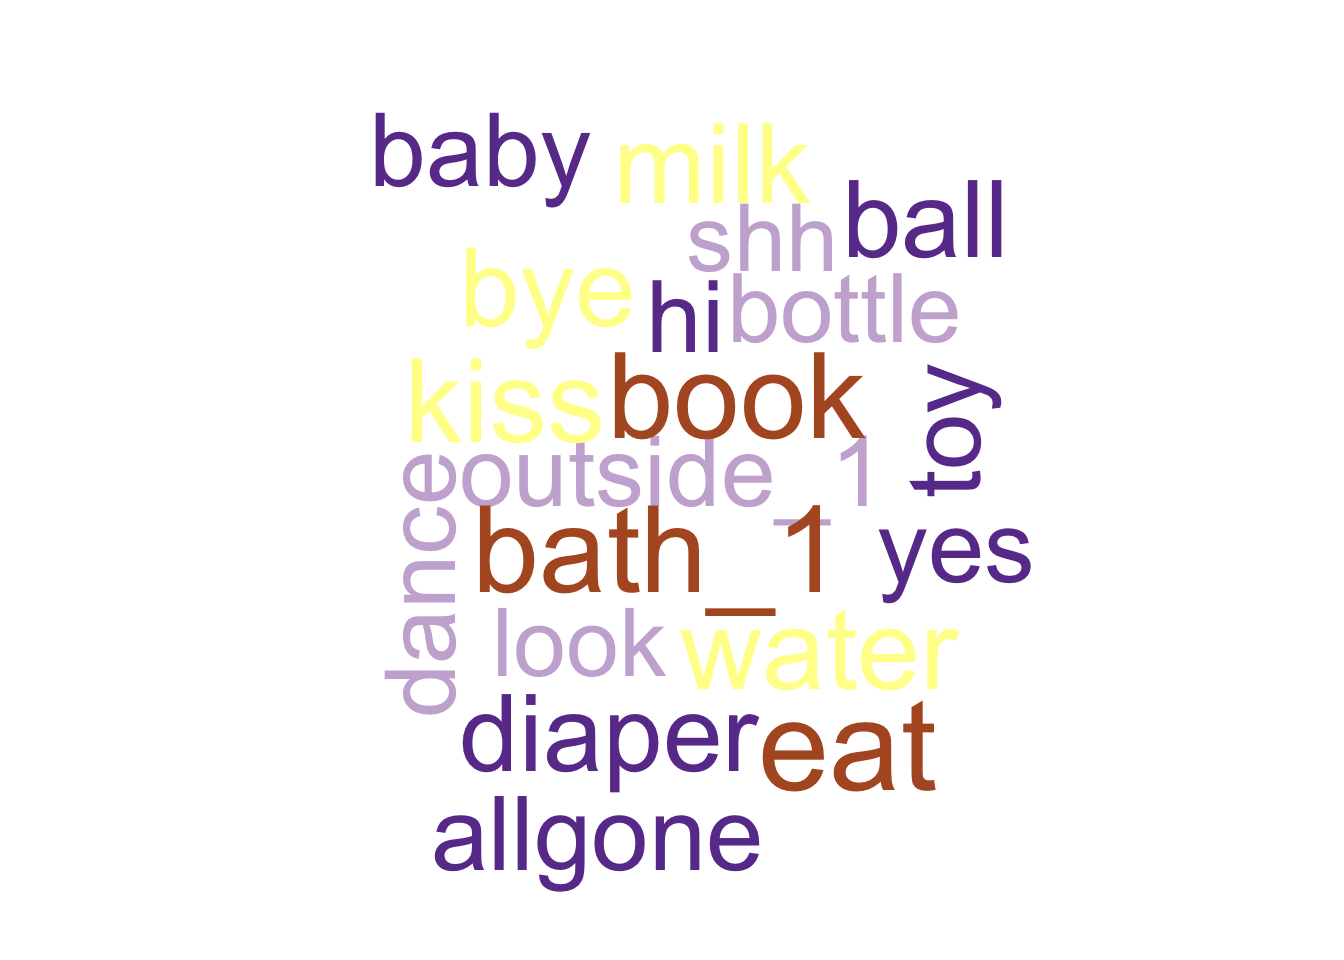 baby milk
ball
shh
bye
hi bottle
kiss book
toy
outside_1
dance
bath_1 yes
look water
diaper eat
allgone